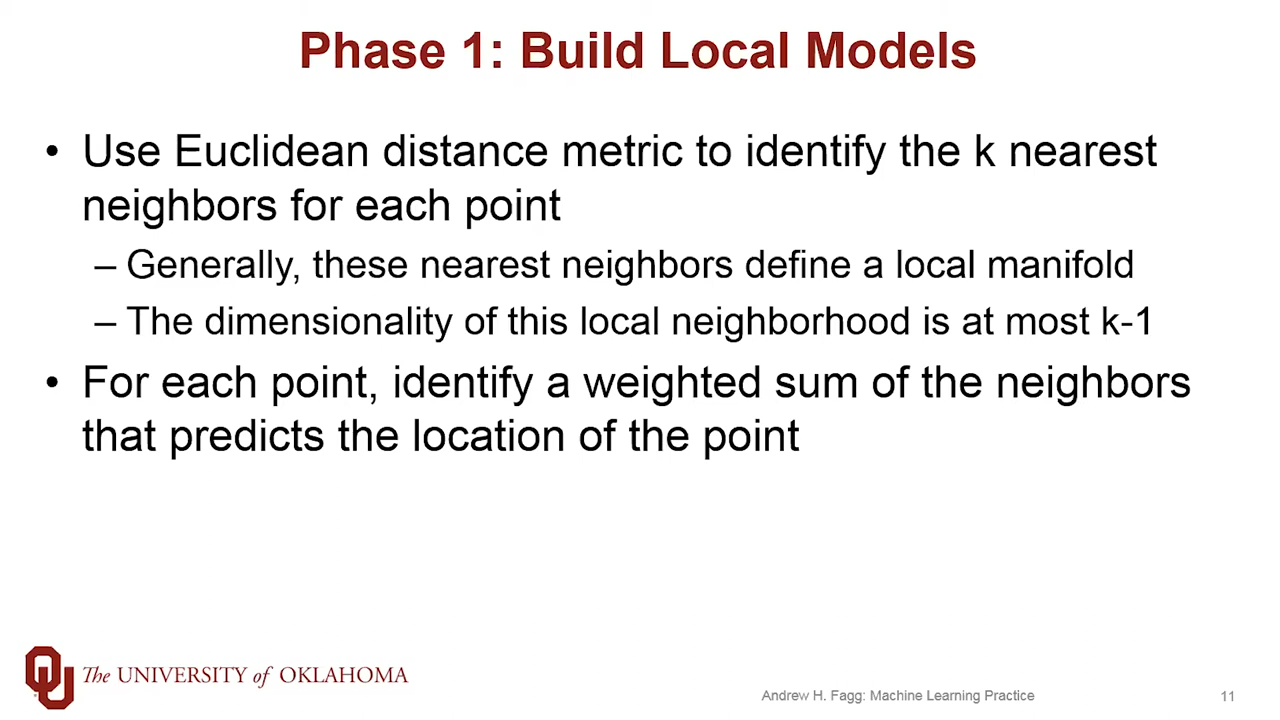 Phase 1: Build Local Models
• Use Euclidean distance metric to identify the k nearest
neighbors for each point
– Generally, these nearest neighbors define a local manifold
– The dimensionality of this local neighborhood is at most k-1
• For each point, identify a weighted sum of the neighbors
that predicts the location of the point
The UNIVERSITY of OKLAHOMA
Andrew H. Fagg: Machine Learning Practice
11